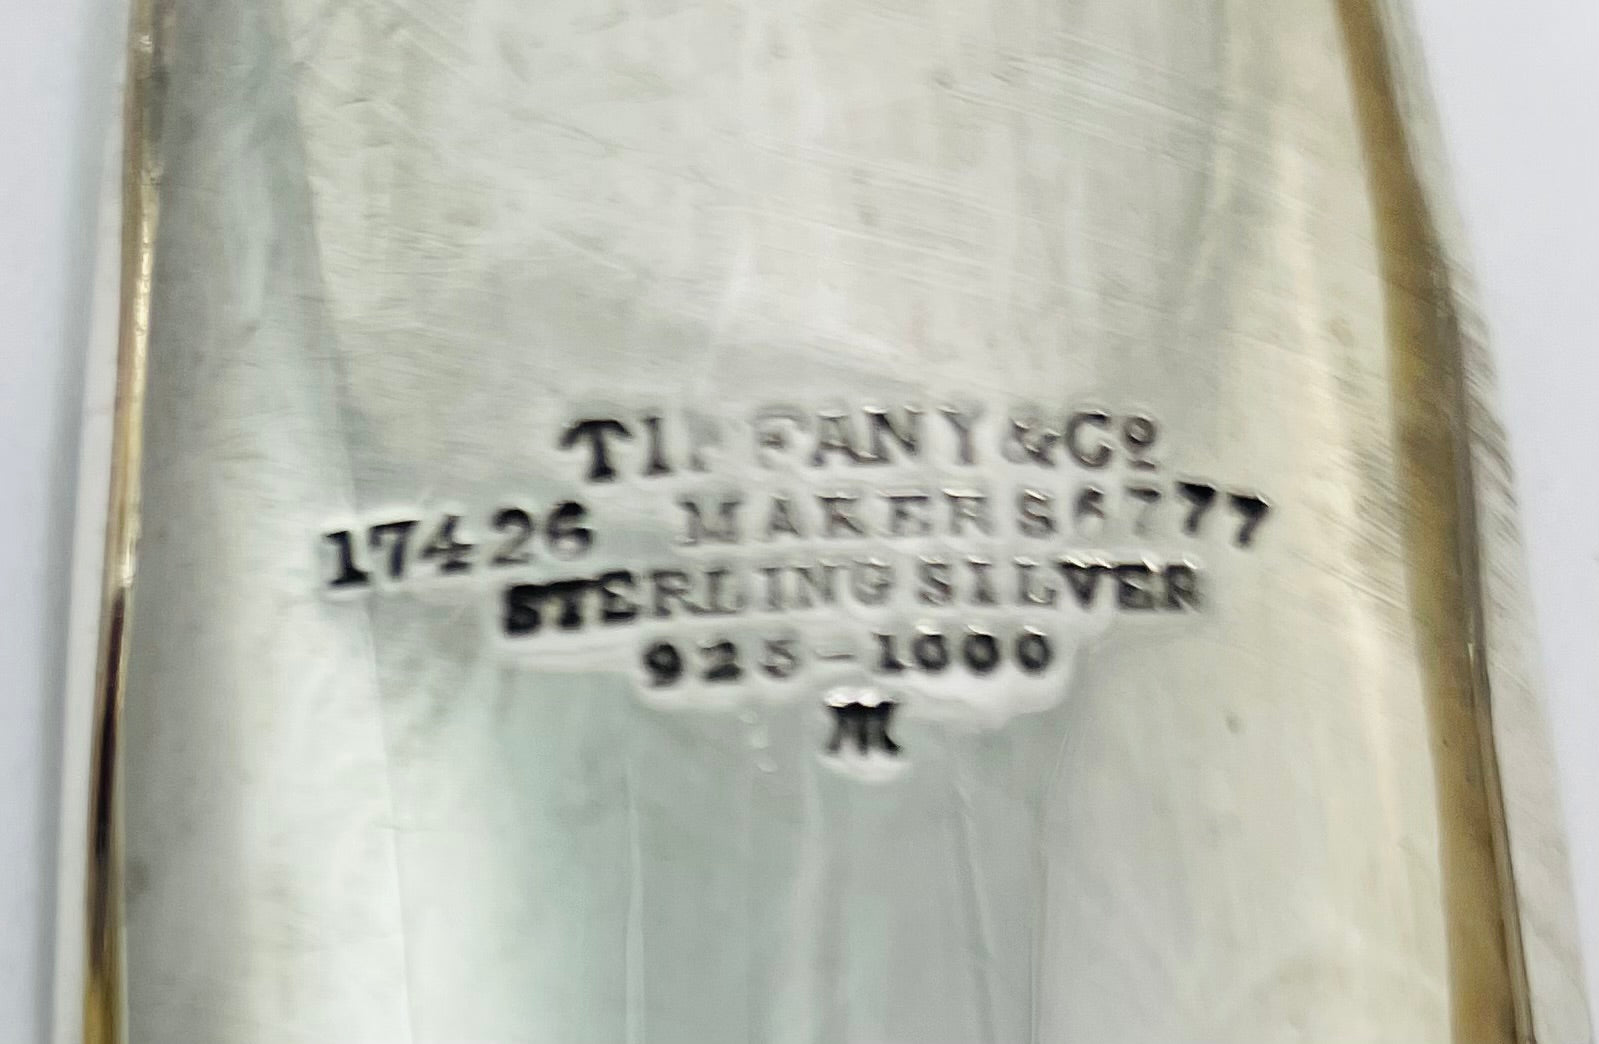 TIFFANY & Co
17426 MAKERS 6777
STERLING SILVER
925-1000
M